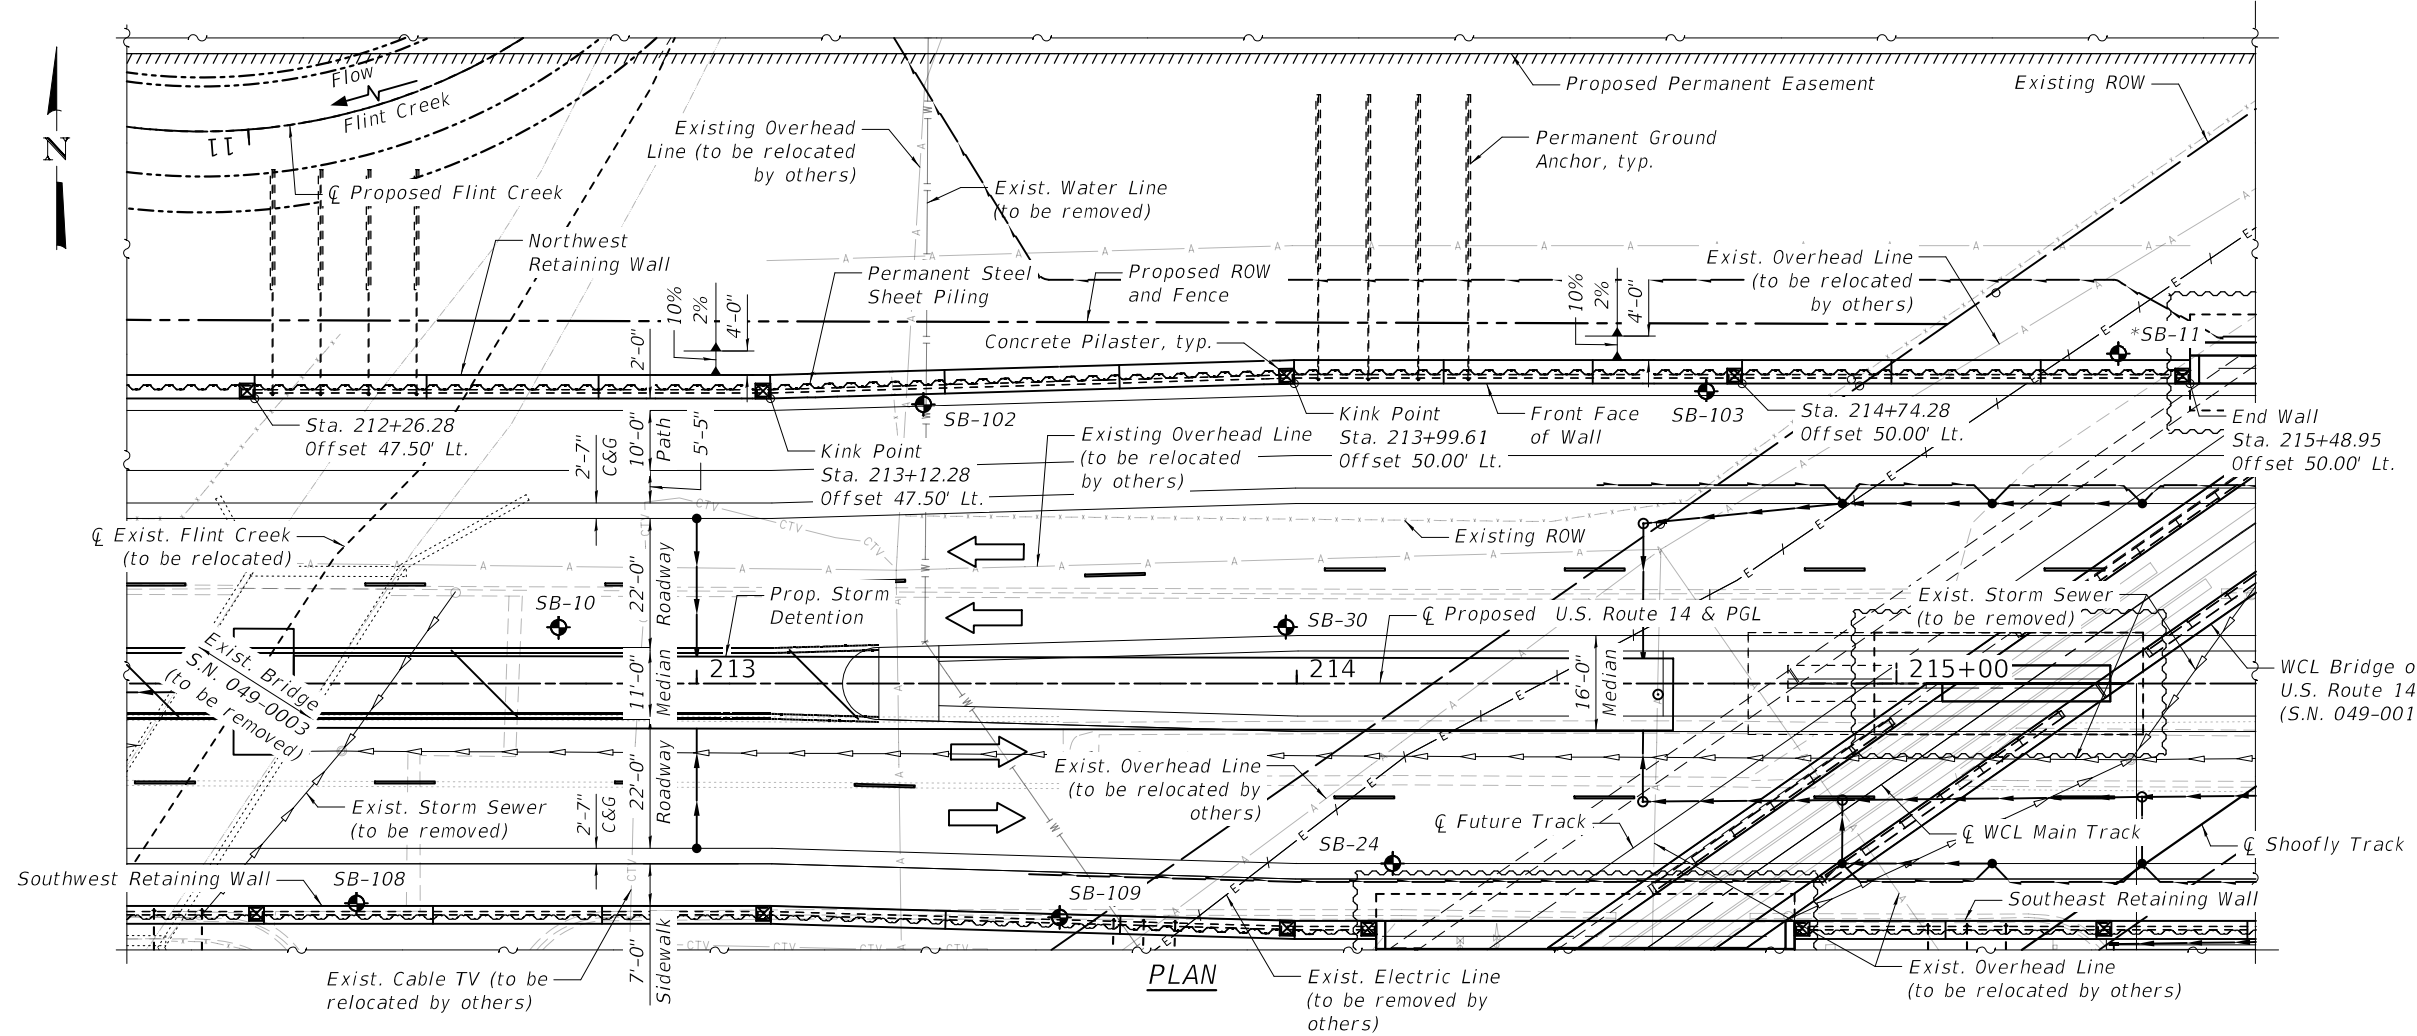 N
Flow
Flint Creek
11
℄ Proposed Flint Creek
Northwest
Retaining Wall
Existing Overhead
Line (to be relocated
by others)
Exist. Water Line
(to be removed)
Proposed Permanent Easement
Existing ROW
Permanent Ground
Anchor, typ.
Permanent Steel
Sheet Piling
Proposed ROW
and Fence
Exist. Overhead Line
(to be relocated
by others)
10%
2%
4'-0"
2'-0"
10%
2%
4'-0"
Concrete Pilaster, typ.
*SB-11
Sta. 212+26.28
Offset 47.50' Lt.
2'-7"
C&G
10'-0"
Path
5'-5"
Kink Point
Sta. 213+12.28
Offset 47.50' Lt.
SB-102
Existing Overhead Line
(to be relocated
by others)
Kink Point
Sta. 213+99.61
Offset 50.00' Lt.
Front Face
of Wall
SB-103
Sta. 214+74.28
Offset 50.00' Lt.
End Wall
Sta. 215+48.95
Offset 50.00' Lt.
℄ Exist. Flint Creek
(to be relocated)
Existing ROW
SB-10
22'-0"
Roadway
Prop. Storm
Detention
SB-30
℄ Proposed U.S. Route 14 & PGL
Exist. Storm Sewer
(to be removed)
Exist. Bridge
S.N. 049-0003
(to be removed)
11'-0"
Median
213
214
16'-0"
Median
215+00
WCL Bridge o
U.S. Route 14
(S.N. 049-001
22'-0"
Roadway
2'-7"
C&G
Exist. Storm Sewer
(to be removed)
Exist. Overhead Line
(to be relocated by
others)
℄ Future Track
℄ WCL Main Track
℄ Shoofly Track
SB-24
Southwest Retaining Wall
SB-108
SB-109
Southeast Retaining Wall
7'-0"
Sidewalk
Exist. Cable TV (to be
relocated by others)
PLAN
Exist. Electric Line
(to be removed by
others)
Exist. Overhead Line
(to be relocated by others)